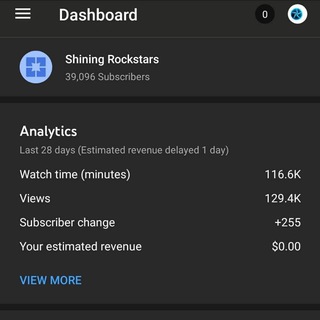 Dashboard
0
Shining Rockstars
39,096 Subscribers
Analytics
Last 28 days (Estimated revenue delayed 1 day)
Watch time (minutes) 116.6K
Views 129.4K
Subscriber change +255
Your estimated revenue $0.00
VIEW MORE